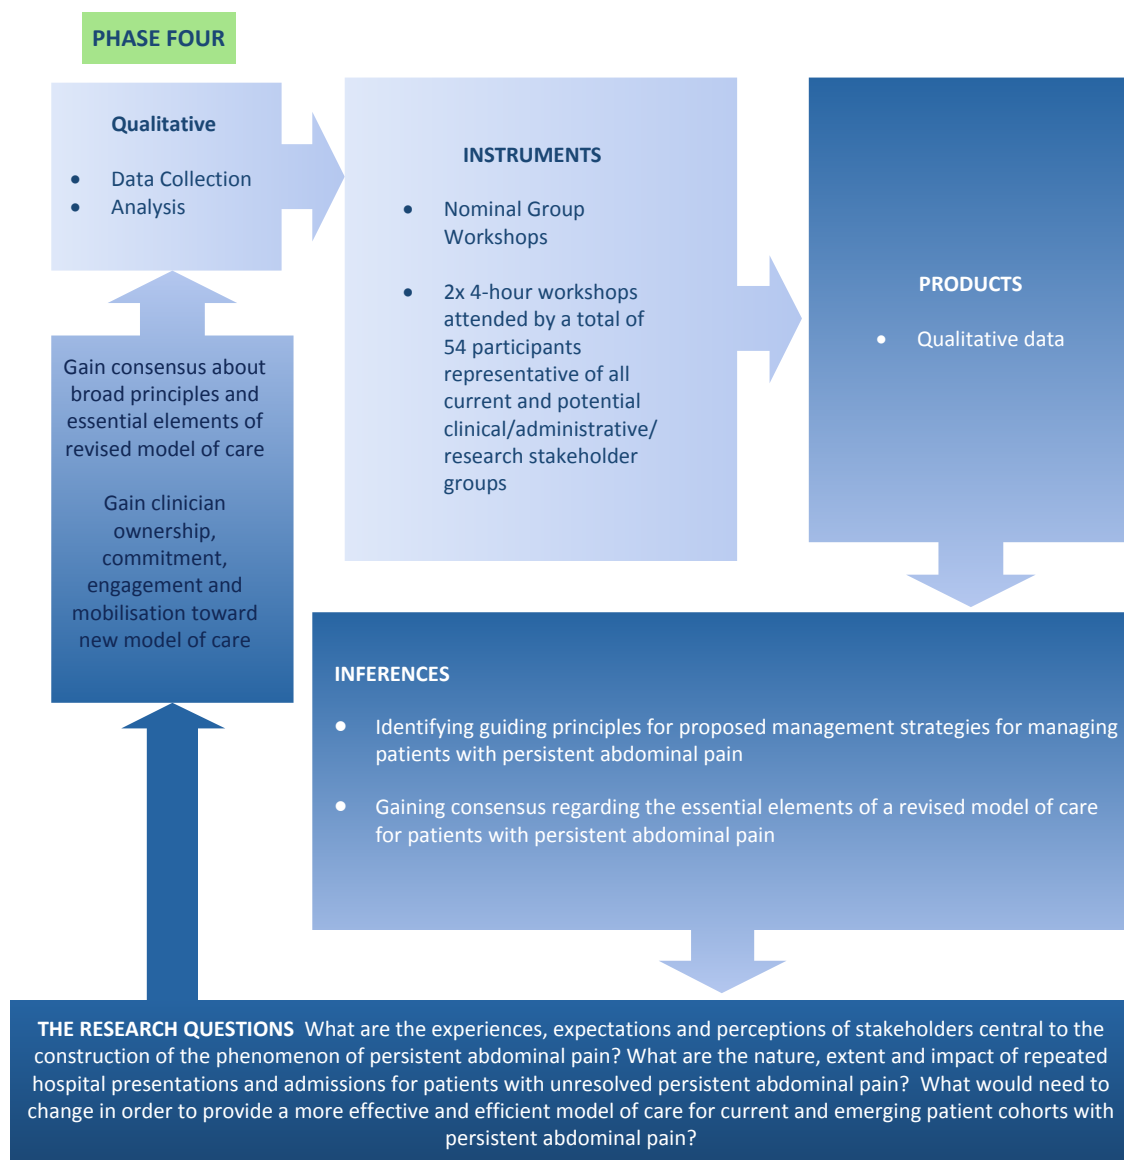 PHASE FOUR
Qualitative
• Data Collection
• Analysis
INSTRUMENTS
• Nominal Group
Workshops
• 2x 4-hour workshops
attended by a total of
54 participants
representative of all
current and potential
clinical/administrative/
research stakeholder
groups
PRODUCTS
• Qualitative data
Gain consensus about
broad principles and
essential elements of
revised model of care
Gain clinician
ownership,
commitment,
engagement and
mobilisation toward
new model of care
INFERENCES
• Identifying guiding principles for proposed management strategies for managing
patients with persistent abdominal pain
• Gaining consensus regarding the essential elements of a revised model of care
for patients with persistent abdominal pain
THE RESEARCH QUESTIONS What are the experiences, expectations and perceptions of stakeholders central to the
construction of the phenomenon of persistent abdominal pain? What are the nature, extent and impact of repeated
hospital presentations and admissions for patients with unresolved persistent abdominal pain? What would need to
change in order to provide a more effective and efficient model of care for current and emerging patient cohorts with
persistent abdominal pain?